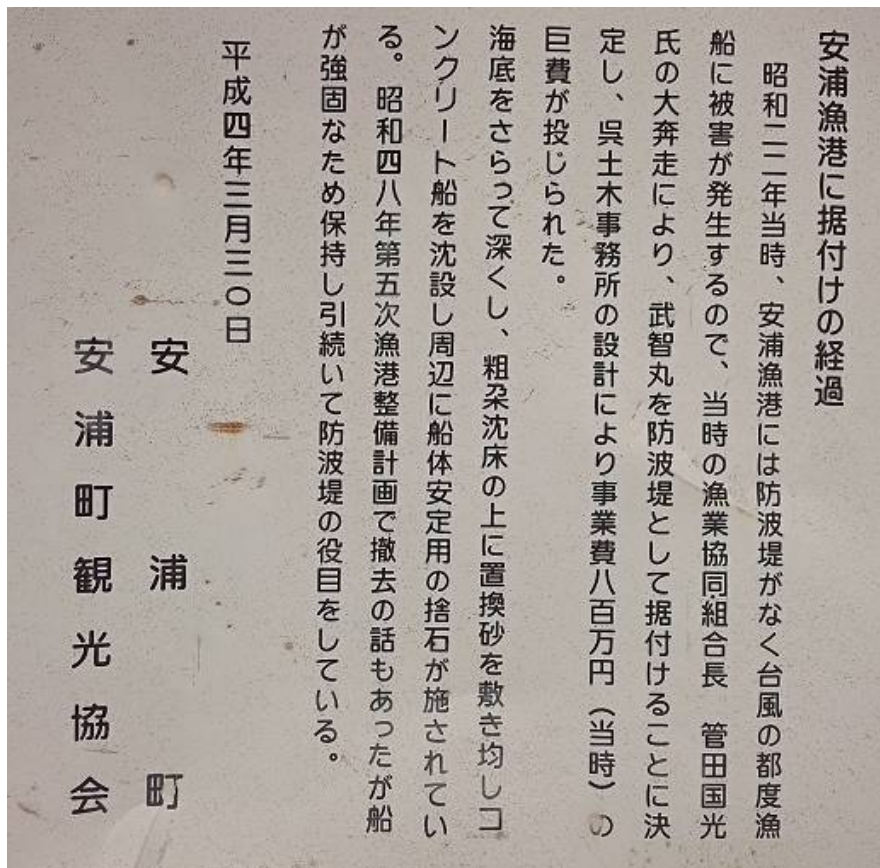 安浦漁港に据付けの経過
昭和二二年当時、安浦漁港には防波堤がなく台風の都度漁
船に被害が発生するので、当時の漁業協同組合長 管田国光
氏の大奔走により、武智丸を防波堤として据付けることに決
定し、呉土木事務所の設計により事業費八百万円（当時）の
巨費が投じられた。
海底をさらって深くし、粗朶沈床の上に置換砂を敷き均しコ
ンクリート船を沈設し周辺に船体安定用の捨石が施されてい
る。昭和四八年第五次漁港整備計画で撤去の話もあったが船
が強固なため保持し引続いて防波堤の役目をしている。
平成四年三月三〇日
安浦町
安浦町観光協会